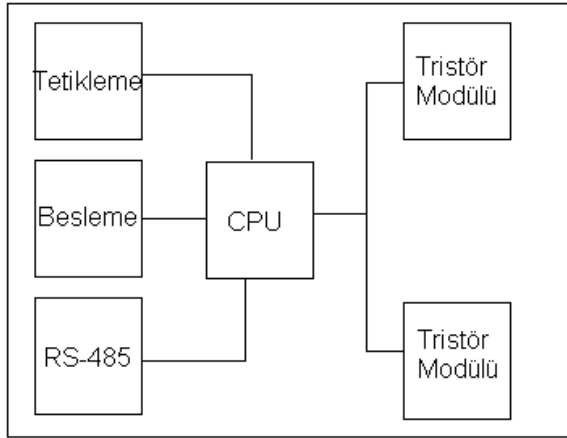 Tetikleme
Besleme
RS-485
CPU
Tristör
Modülü
Tristör
Modülü